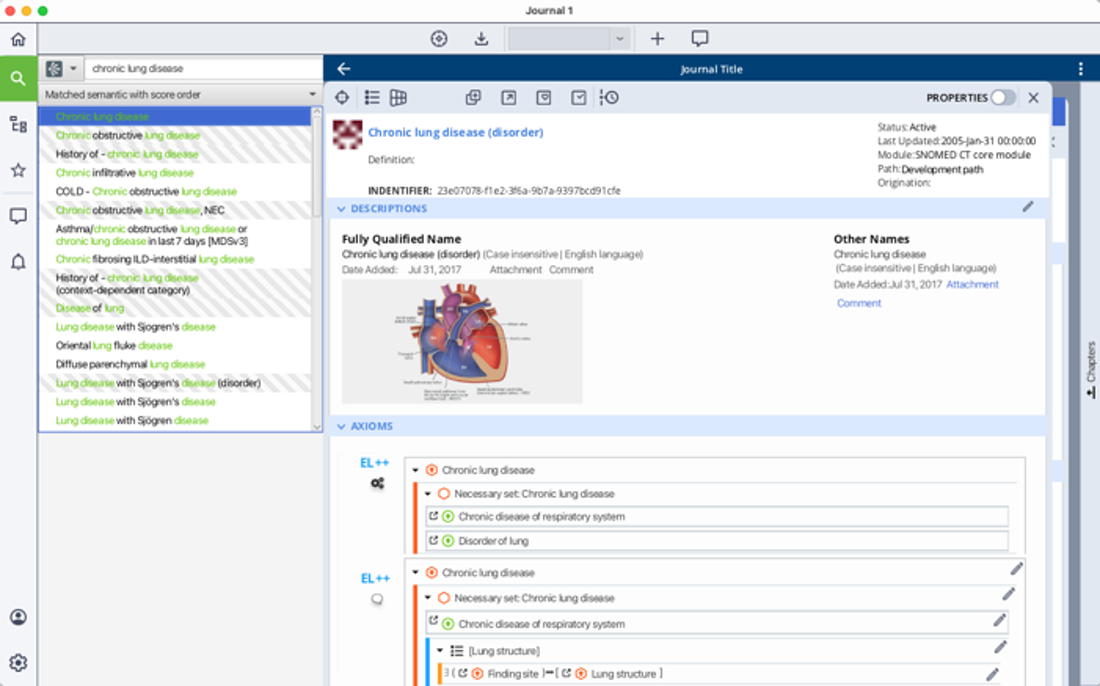 Journal 1
chronic lung disease
Matched semantic with score order
Chronic lung disease
Chronic obstructive lung disease
History of - chronic lung disease
Chronic infiltrative lung disease
COLD - Chronic obstructive lung disease
Chronic obstructive lung disease, NEC
Asthma/chronic obstructive lung disease or
chronic lung disease in last 7 days [MDSv3]
Chronic fibrosing ILD-interstitial lung disease
History of - chronic lung disease
(context-dependent category)
Disease of lung
Lung disease with Sjogren's disease
Oriental lung fluke disease
Diffuse parenchymal lung disease
Lung disease with Sjogren's disease (disorder)
Lung disease with Sjögren's disease
Lung disease with Sjögren disease
Journal Title
PROPERTIES
Chronic lung disease (disorder)
Definition:
INDENTIFIER: 23e07078-f1e2-3f6a-9b7a-9397bcd91cfe
Status: Active
Last Updated: 2005-Jan-31 00:00:00
Module: SNOMED CT core module
Path: Development path
Origination:
DESCRIPTIONS
Fully Qualified Name
Chronic lung disease (disorder) (Case insensitive | English language)
Date Added: Jul 31, 2017 Attachment Comment
Other Names
Chronic lung disease
(Case insensitive | English language)
Date Added: Jul 31, 2017 Attachment
Comment
AXIOMS
EL++
Chronic lung disease
Necessary set: Chronic lung disease
Chronic disease of respiratory system
Disorder of lung
EL++
Chronic lung disease
Necessary set: Chronic lung disease
Chronic disease of respiratory system
[Lung structure]
∃ ( Finding site )➞[ Lung structure ]
Chapters